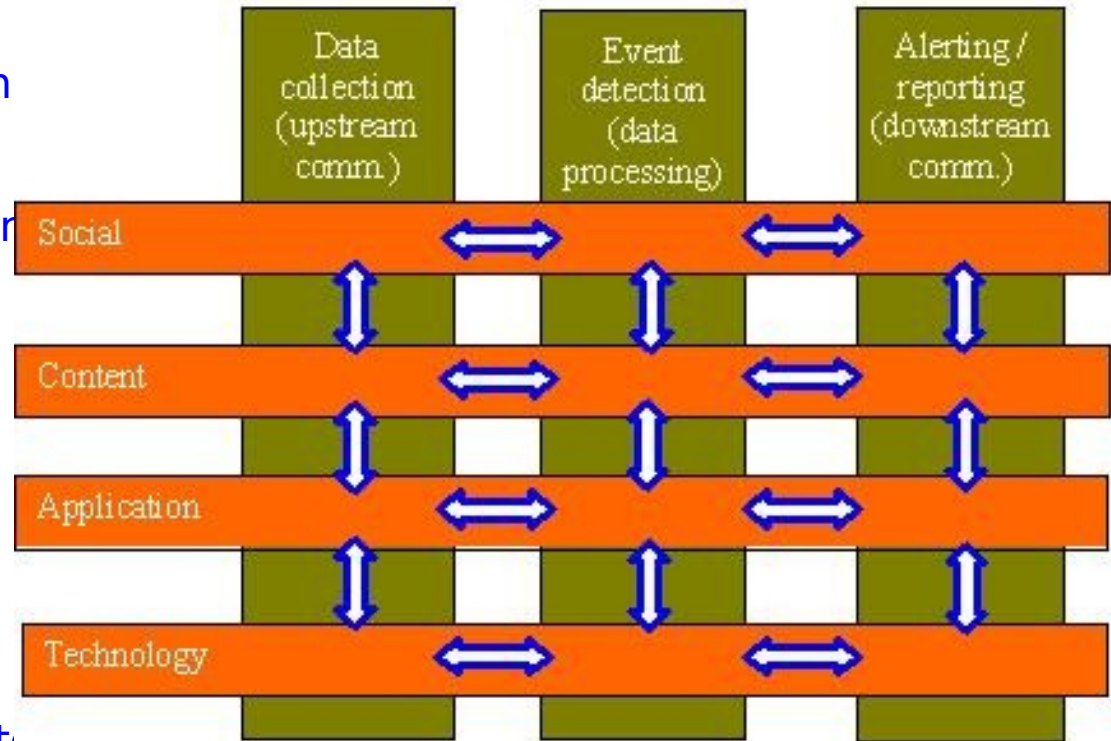 Data
collection
(upstream
comm.)
Event
detection
(data
processing)
Alerting /
reporting
(downstream
comm.)
Social
Content
Application
Technology